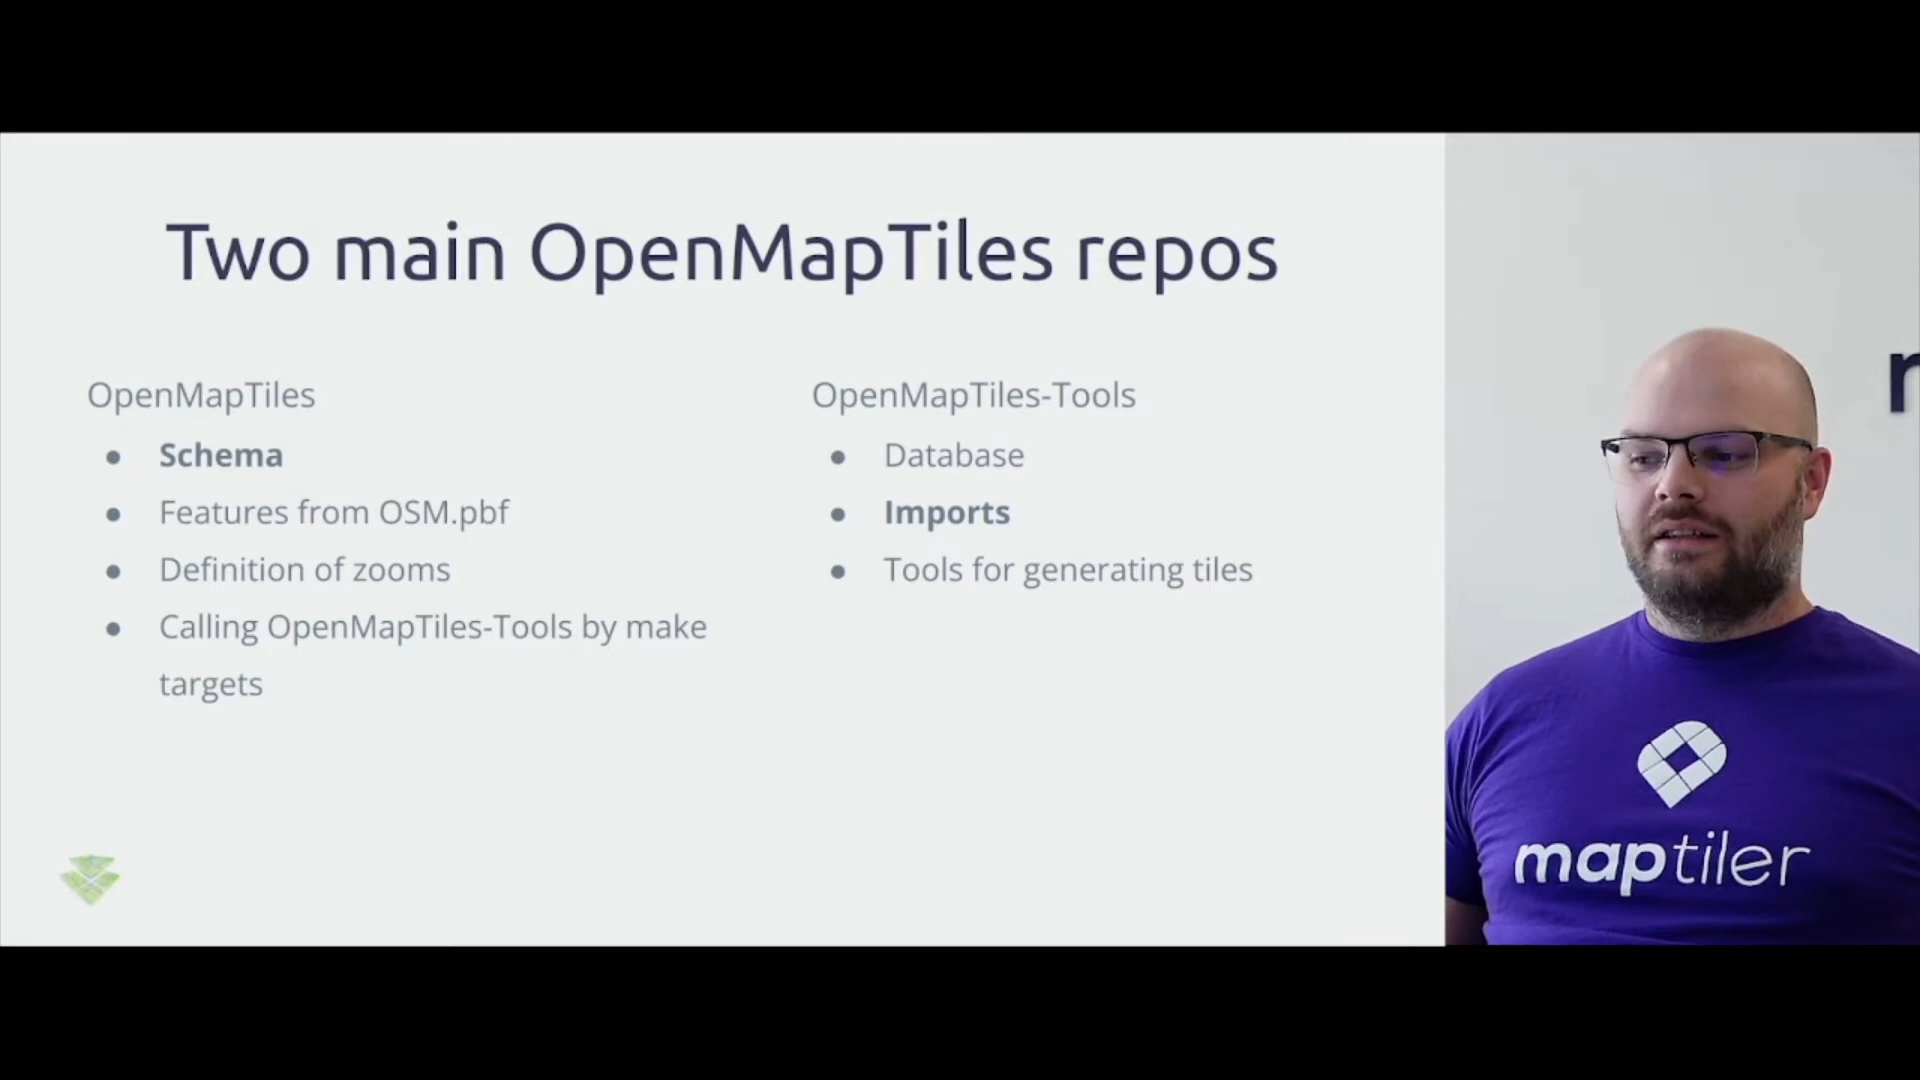 Two main OpenMapTiles repos
OpenMapTiles
● Schema
● Features from OSM.pbf
● Definition of zooms
● Calling OpenMapTiles-Tools by make
targets
OpenMapTiles-Tools
● Database
● Imports
● Tools for generating tiles
maptiler